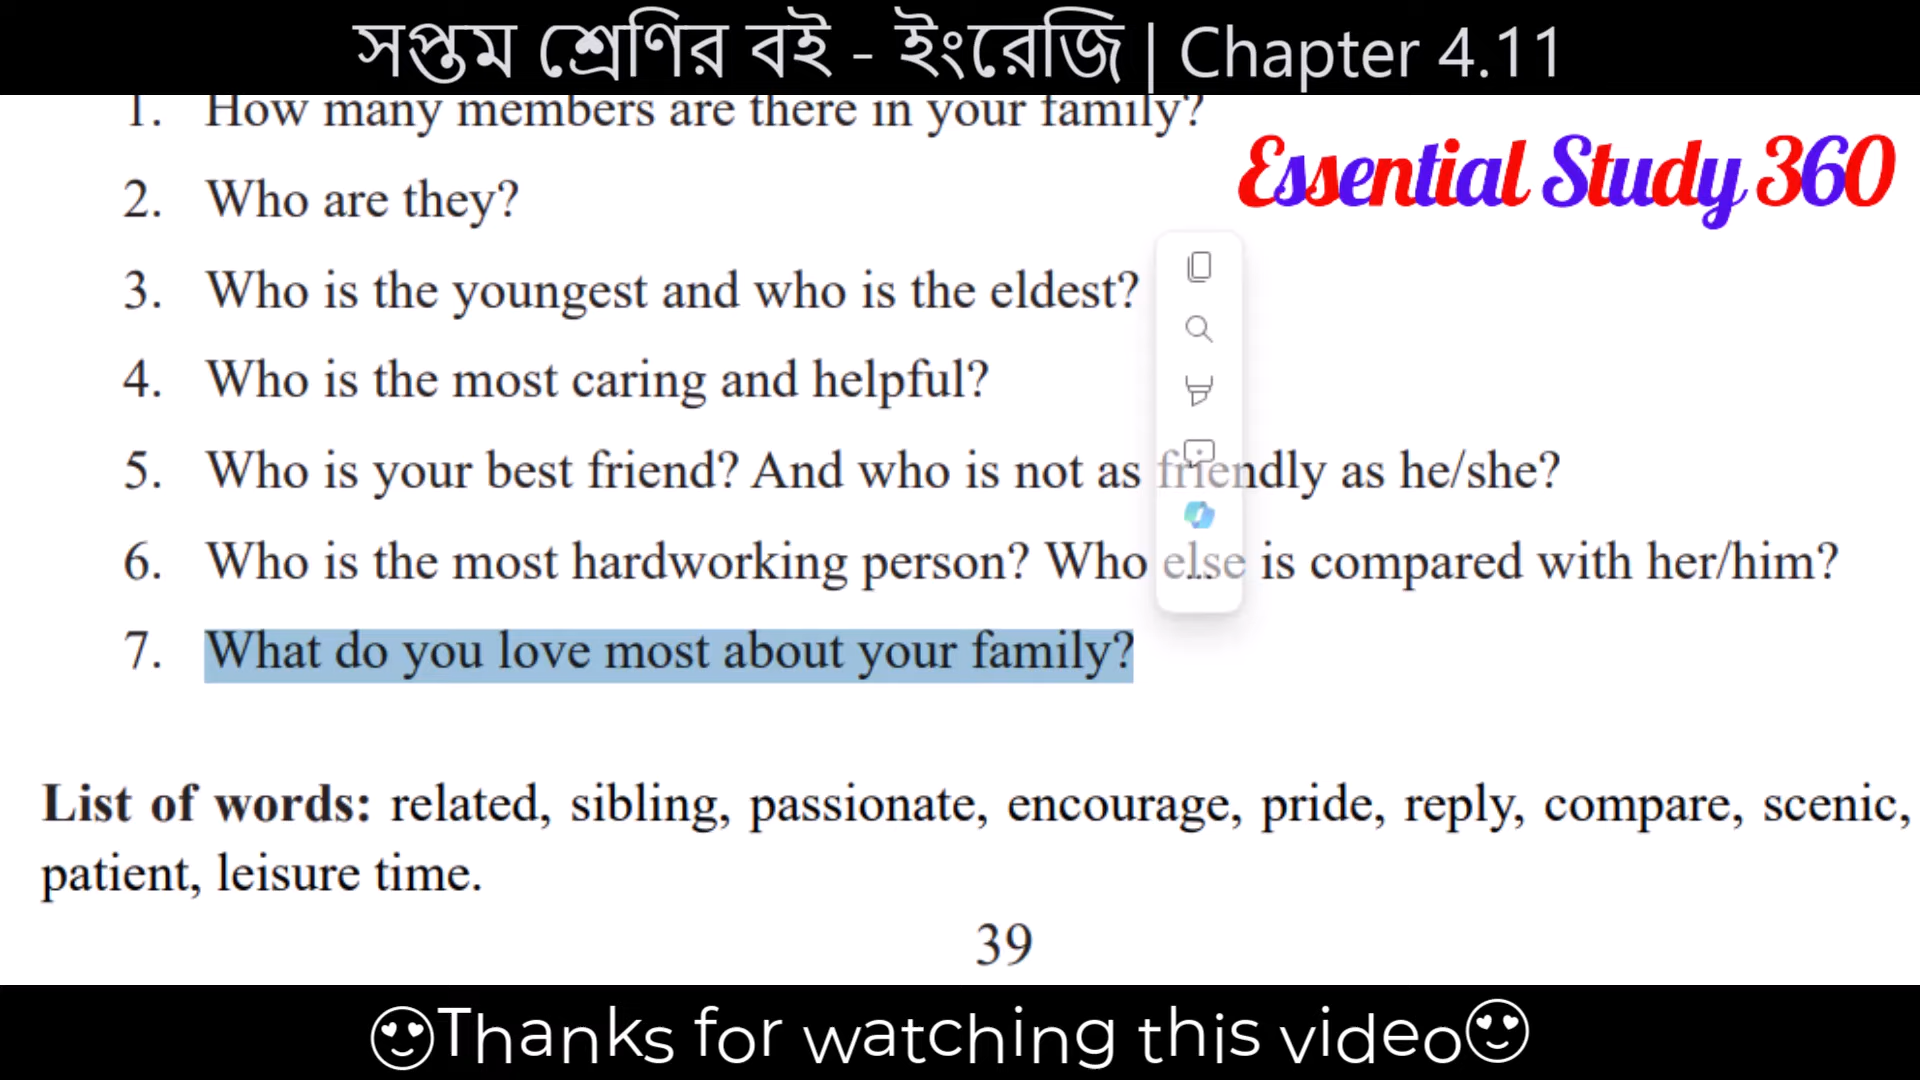 সপ্তম শ্রেণির বই - ইংরেজি | Chapter 4.11
1. How many members are there in your family?
Essential Study 360
2. Who are they?
3. Who is the youngest and who is the eldest?
4. Who is the most caring and helpful?
5. Who is your best friend? And who is not as friendly as he/she?
6. Who is the most hardworking person? Who else is compared with her/him?
7. What do you love most about your family?
List of words: related, sibling, passionate, encourage, pride, reply, compare, scenic,
patient, leisure time.
39
😍Thanks for watching this video😍